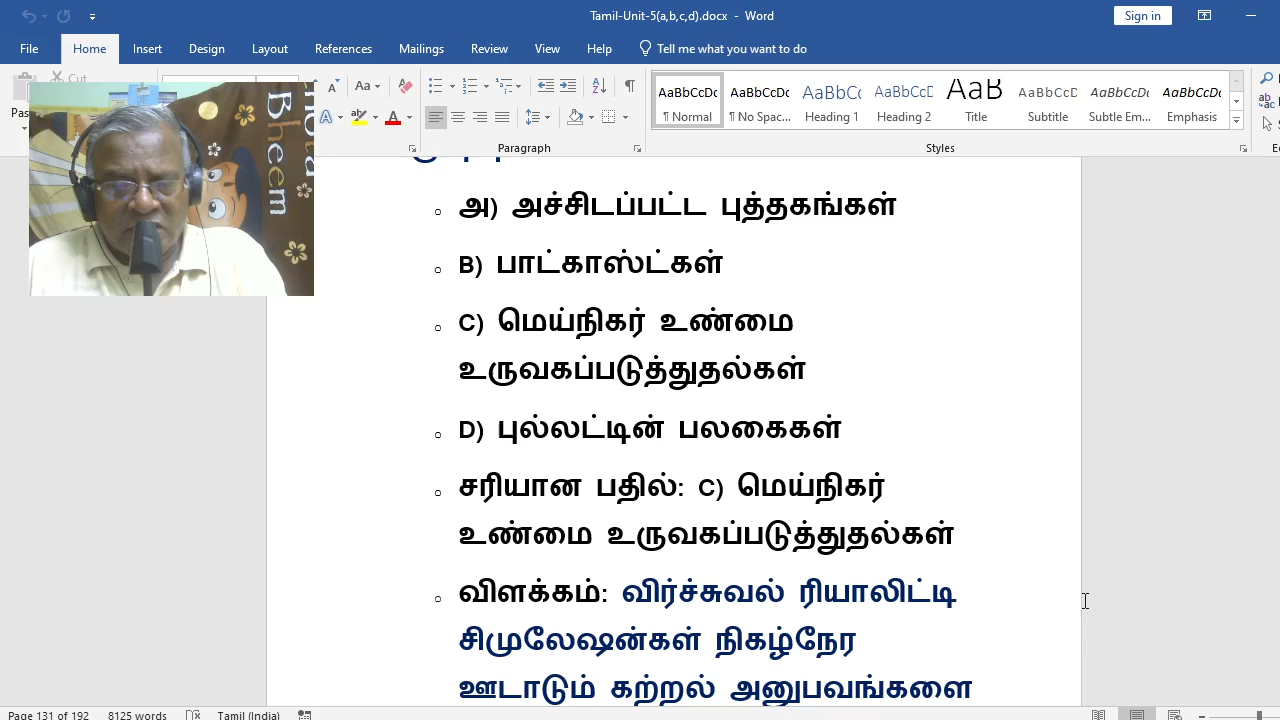 Tamil-Unit-5(a,b,c,d).docx - Word
Sign in
File Home Insert Design Layout References Mailings Review View Help Tell me what you want to do
Cut
Aa
AaBbCcDc AaBbCcDc AaBbCc AaBbCcD AaB AaBbCcD AaBbCcDc AaBbCcDc
¶ Normal ¶ No Spac... Heading 1 Heading 2 Title Subtitle Subtle Em... Emphasis
Paragraph Styles
Bheem
அ) அச்சிடப்பட்ட புத்தகங்கள்
B) பாட்காஸ்ட்கள்
C) மெய்நிகர் உண்மை
உருவகப்படுத்துதல்கள்
D) புல்லட்டின் பலகைகள்
சரியான பதில்: C) மெய்நிகர்
உண்மை உருவகப்படுத்துதல்கள்
விளக்கம்: விர்ச்சுவல் ரியாலிட்டி
சிமுலேஷன்கள் நிகழ்நேர
ஊடாடும் கற்றல் அனுபவங்களை
Page 131 of 192 8125 words Tamil (India)